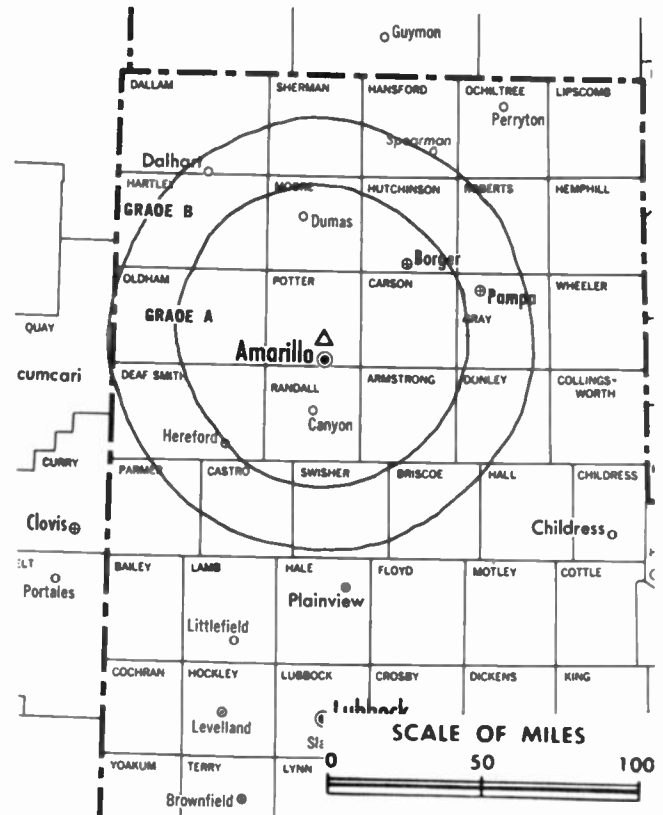 Guymon
DALLAM
SHERMAN
HANSFORD
OCHILTREE
LIPSCOMB
Perryton
Spearman
Dalhart
HARTLEY
MOORE
HUTCHINSON
ROBERTS
HEMPHILL
GRADE B
Dumas
Borger
OLDHAM
POTTER
CARSON
Pampa
WHEELER
GRADE A
GRAY
QUAY
Amarillo
cumcari
DEAF SMITH
RANDALL
ARMSTRONG
DONLEY
COLLINGS-
WORTH
Canyon
Hereford
CURRY
PARMER
CASTRO
SWISHER
BRISCOE
HALL
CHILDRESS
Clovis
Childress
ELT
BAILEY
LAMB
HALE
FLOYD
MOTLEY
COTTLE
Portales
Plainview
Littlefield
COCHRAN
HOCKLEY
LUBBOCK
CROSBY
DICKENS
KING
Levelland
Lubbock
Sla
SCALE OF MILES
YOAKUM
TERRY
LYNN
0
50
100
Brownfield